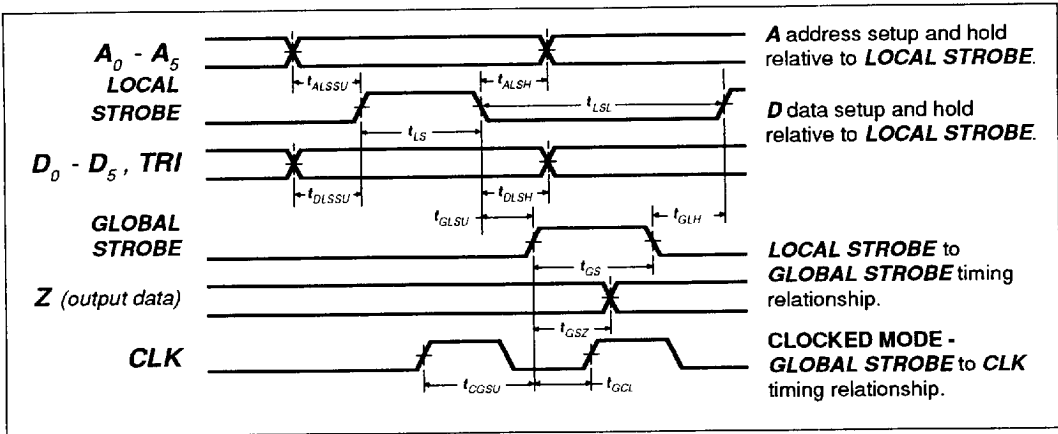 A0 - A5
A address setup and hold
relative to LOCAL STROBE.
LOCAL
STROBE
tALSSU
tALSH
tLSL
tLS
D data setup and hold
relative to LOCAL STROBE.
D0 - D5 , TRI
tDLSSU
tDLSH
tGLSU
tGLH
GLOBAL
STROBE
tGS
LOCAL STROBE to
GLOBAL STROBE timing
relationship.
Z (output data)
tGSZ
CLK
tCGSU
tGCL
CLOCKED MODE -
GLOBAL STROBE to CLK
timing relationship.